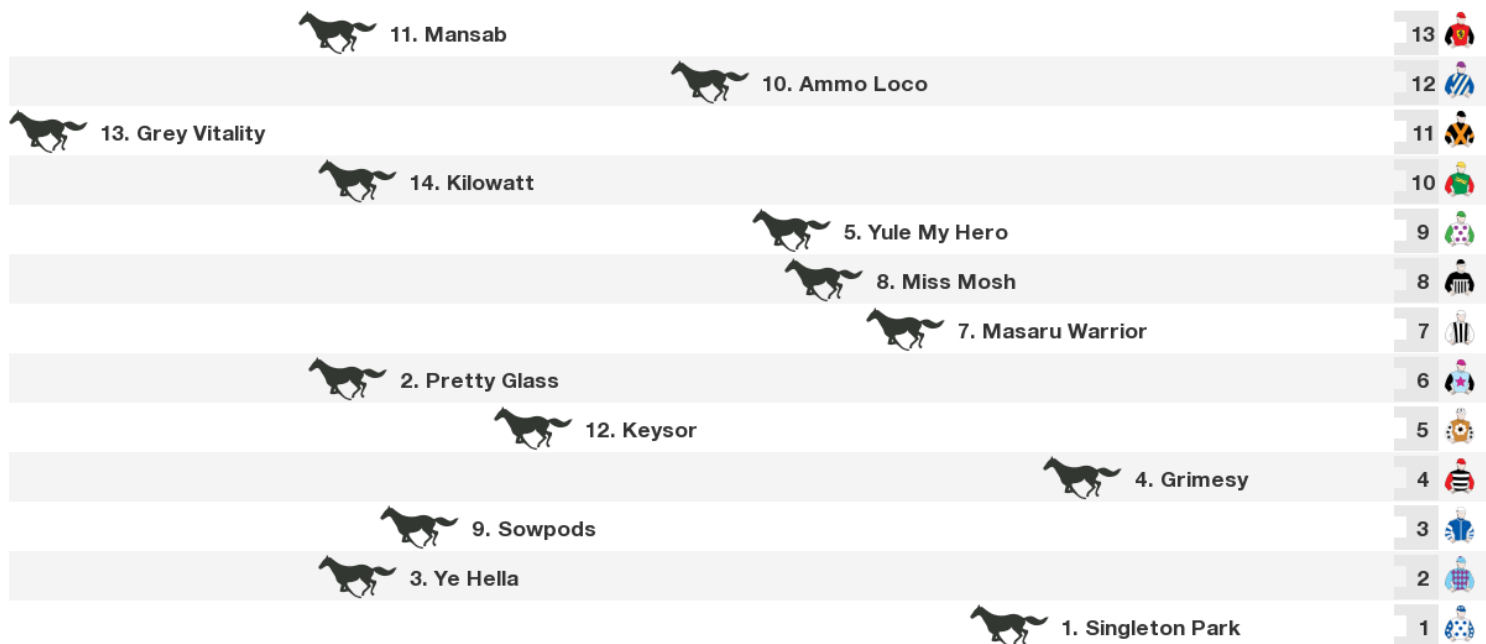 11. Mansab 13
10. Ammo Loco 12
13. Grey Vitality 11
14. Kilowatt 10
5. Yule My Hero 9
8. Miss Mosh 8
7. Masaru Warrior 7
2. Pretty Glass 6
12. Keysor 5
4. Grimesy 4
9. Sowpods 3
3. Ye Hella 2
1. Singleton Park 1